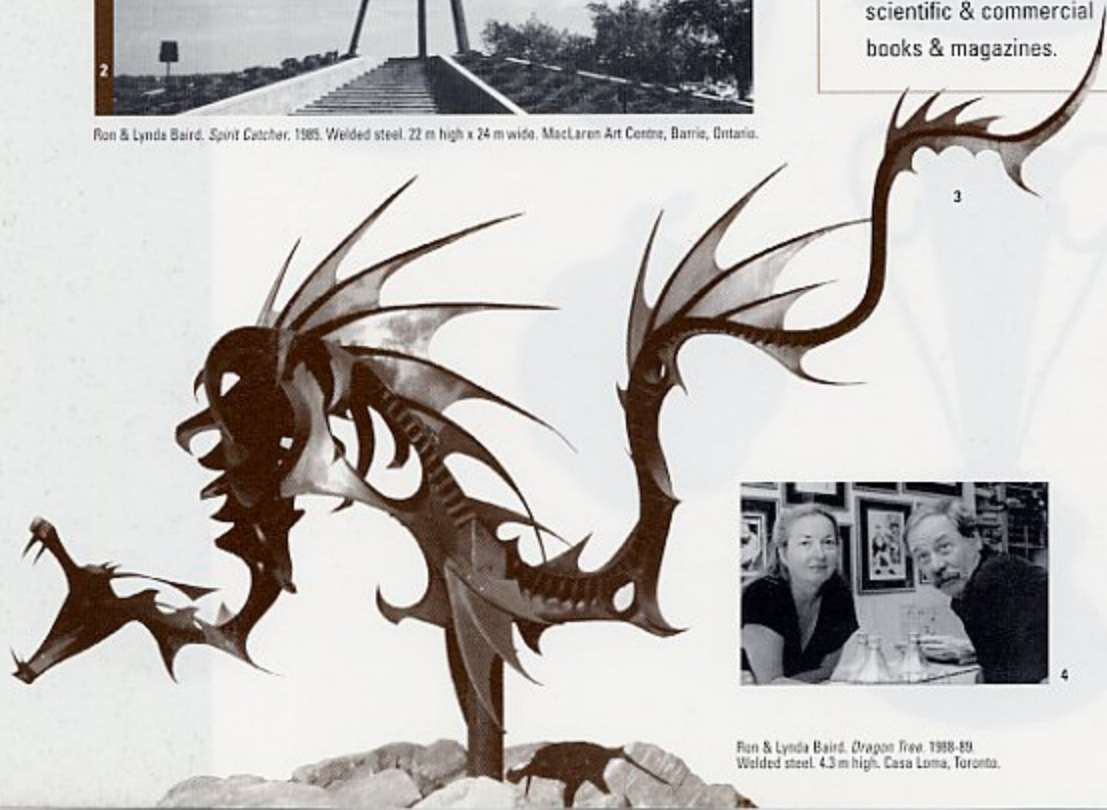 scientific & commercial
books & magazines.
2
Ron & Lynda Baird. Spirit Catcher. 1985. Welded steel. 22 m high x 24 m wide. MacLaren Art Centre, Barrie, Ontario.
3
4
Ron & Lynda Baird. Dragon Tree. 1988-89.
Welded steel. 4.3 m high. Casa Loma, Toronto.